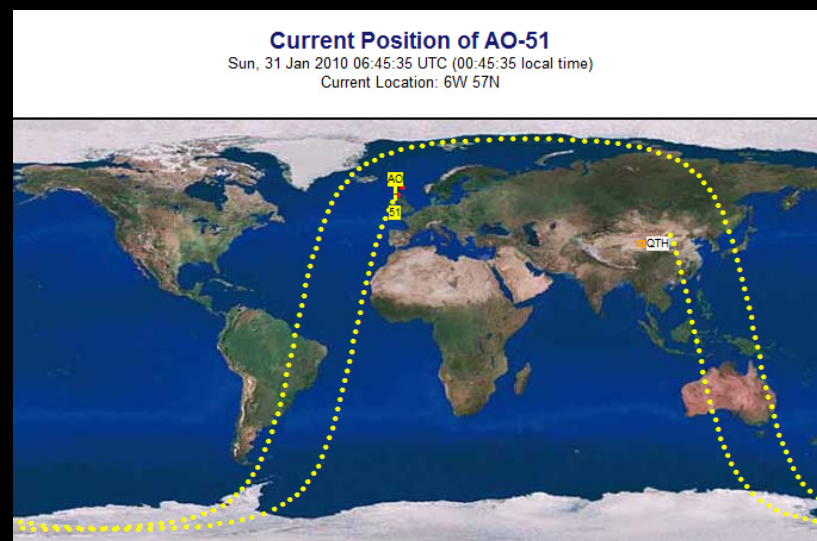 Current Position of AO-51
Sun, 31 Jan 2010 06:45:35 UTC (00:45:35 local time)
Current Location: 6W 57N
AO
-
51
QTH